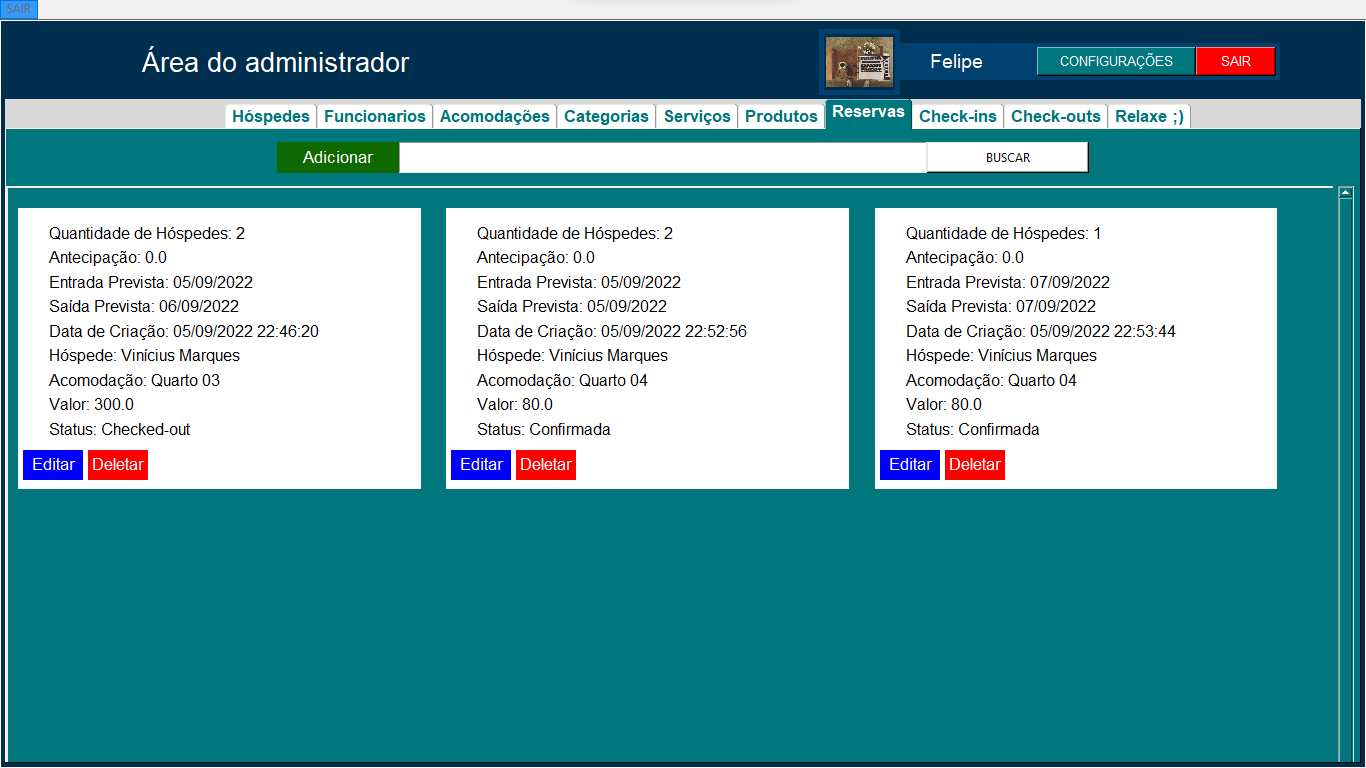 SAIR
Área do administrador
Felipe
CONFIGURAÇÕES
SAIR
Hóspedes
Funcionarios
Acomodações
Categorias
Serviços
Produtos
Reservas
Check-ins
Check-outs
Relaxe ;)
Adicionar
BUSCAR
Quantidade de Hóspedes: 2
Antecipação: 0.0
Entrada Prevista: 05/09/2022
Saída Prevista: 06/09/2022
Data de Criação: 05/09/2022 22:46:20
Hóspede: Vinícius Marques
Acomodação: Quarto 03
Valor: 300.0
Status: Checked-out
Editar
Deletar
Quantidade de Hóspedes: 2
Antecipação: 0.0
Entrada Prevista: 05/09/2022
Saída Prevista: 05/09/2022
Data de Criação: 05/09/2022 22:52:56
Hóspede: Vinícius Marques
Acomodação: Quarto 04
Valor: 80.0
Status: Confirmada
Editar
Deletar
Quantidade de Hóspedes: 1
Antecipação: 0.0
Entrada Prevista: 07/09/2022
Saída Prevista: 07/09/2022
Data de Criação: 05/09/2022 22:53:44
Hóspede: Vinícius Marques
Acomodação: Quarto 04
Valor: 80.0
Status: Confirmada
Editar
Deletar